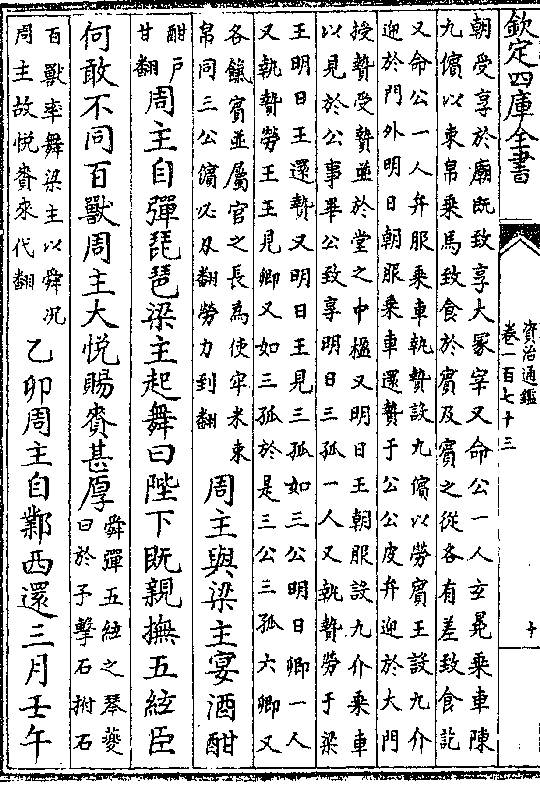 欽定四庫全書
資治通鑑
卷一百七十三
十
朝受享於廟既致享大冢宰又命公一人玄冕乘車陳
九儐以束帛乘馬致食於賓及賓之從各有差致食訖
又命公一人弁服乘車執贄設九儐以勞賓王設九介
迎於門外明日朝服乘車還贄于公公皮弁迎於大門
授贄受贄並於堂之中楹又明日王朝服設九介乘車
以見於公事畢公致享明日三孤一人又執贄勞于梁
王明日王還贄又明日王見三孤如三公明日卿一人
又執贄勞王王見卿又如三孤於是三公三孤六卿又
各餼賓並屬官之長為使牢米束
帛同三公儐必刃翻勞力到翻
周主與梁主宴酒酣
酣戸
甘翻
周主自彈琵琶梁主起舞曰陛下既親撫五絃臣
何敢不同百獸周主大悦賜賚甚厚
舜彈五絃之琴夔
曰於予擊石拊石
百獸率舞梁主以舜况
周主故悦賚來代翻
乙卯周主自鄴西還三月壬午